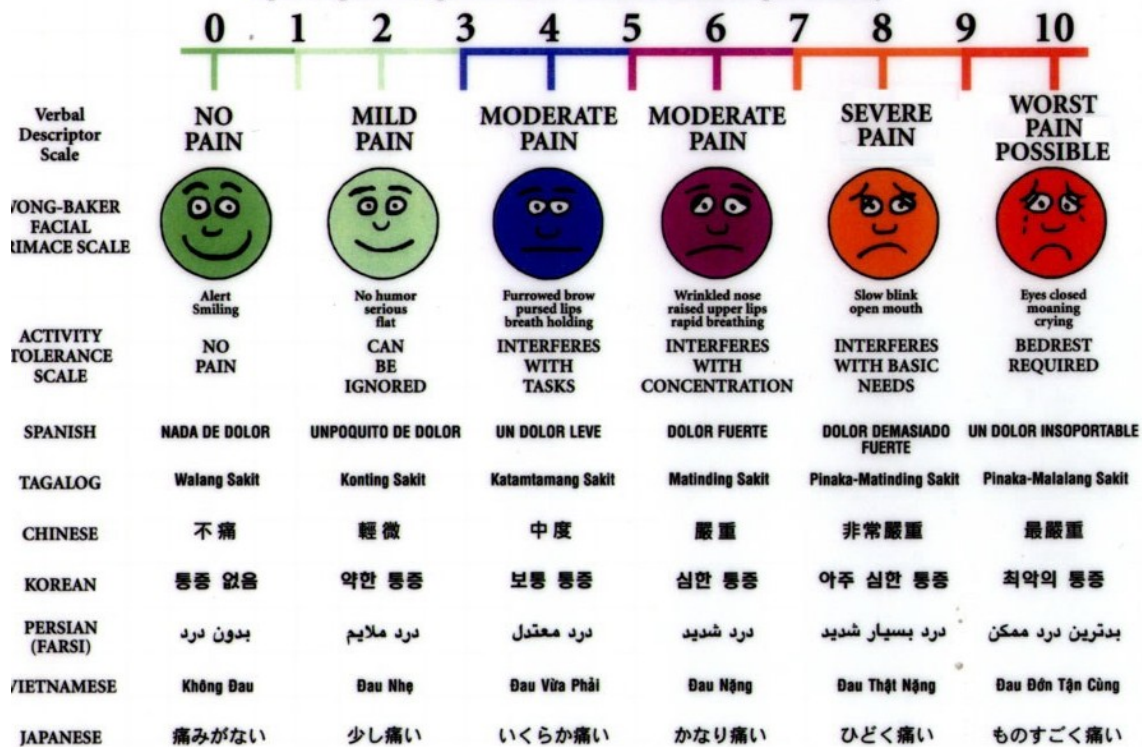 0 1 2 3 4 5 6 7 8 9 10
Verbal
Descriptor
Scale
NO
PAIN
MILD
PAIN
MODERATE
PAIN
MODERATE
PAIN
SEVERE
PAIN
WORST
PAIN
POSSIBLE
WONG-BAKER
FACIAL
GRIMACE SCALE
Alert
Smiling
No humor
serious
flat
Furrowed brow
pursed lips
breath holding
Wrinkled nose
raised upper lips
rapid breathing
Slow blink
open mouth
Eyes closed
moaning
crying
ACTIVITY
TOLERANCE
SCALE
NO
PAIN
CAN
BE
IGNORED
INTERFERES
WITH
TASKS
INTERFERES
WITH
CONCENTRATION
INTERFERES
WITH BASIC
NEEDS
BEDREST
REQUIRED
SPANISH NADA DE DOLOR UNPOQUITO DE DOLOR UN DOLOR LEVE DOLOR FUERTE DOLOR DEMASIADO
FUERTE UN DOLOR INSOPORTABLE
TAGALOG Walang Sakit Konting Sakit Katamtamang Sakit Matinding Sakit Pinaka-Matinding Sakit Pinaka-Malalang Sakit
CHINESE 不痛 輕微 中度 嚴重 非常嚴重 最嚴重
KOREAN 통증 없음 약한 통증 보통 통증 심한 통증 아주 심한 통증 최악의 통증
PERSIAN
(FARSI)
بدون درد درد ملایم درد معتدل درد شدید درد بسیار شدید بدترین درد ممکن
VIETNAMESE Không Đau Đau Nhẹ Đau Vừa Phải Đau Nặng Đau Thật Nặng Đau Đớn Tận Cùng
JAPANESE 痛みがない 少し痛い いくらか痛い かなり痛い ひどく痛い ものすごく痛い